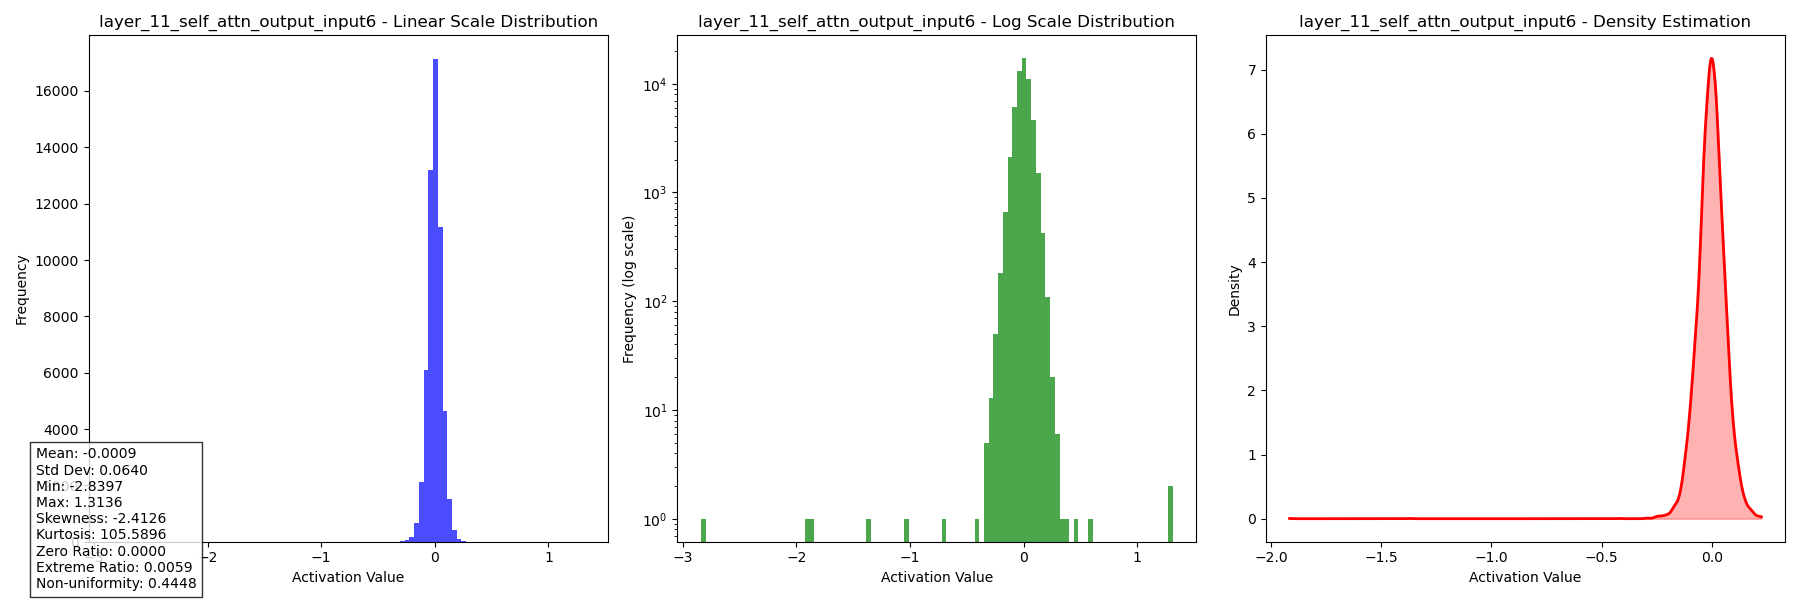 layer_11_self_attn_output_input6 - Linear Scale Distribution
16000
14000
12000
10000
8000
6000
4000
Frequency
Mean: -0.0009
Std Dev: 0.0640
Min: -2.8397
Max: 1.3136
Skewness: -2.4126
Kurtosis: 105.5896
Zero Ratio: 0.0000
Extreme Ratio: 0.0059
Non-uniformity: 0.4448
−2 −1 0 1
Activation Value
layer_11_self_attn_output_input6 - Log Scale Distribution
10⁴
10³
10²
10¹
10⁰
Frequency (log scale)
−3 −2 −1 0 1
Activation Value
layer_11_self_attn_output_input6 - Density Estimation
7
6
5
4
3
2
1
0
Density
−2.0 −1.5 −1.0 −0.5 0.0
Activation Value